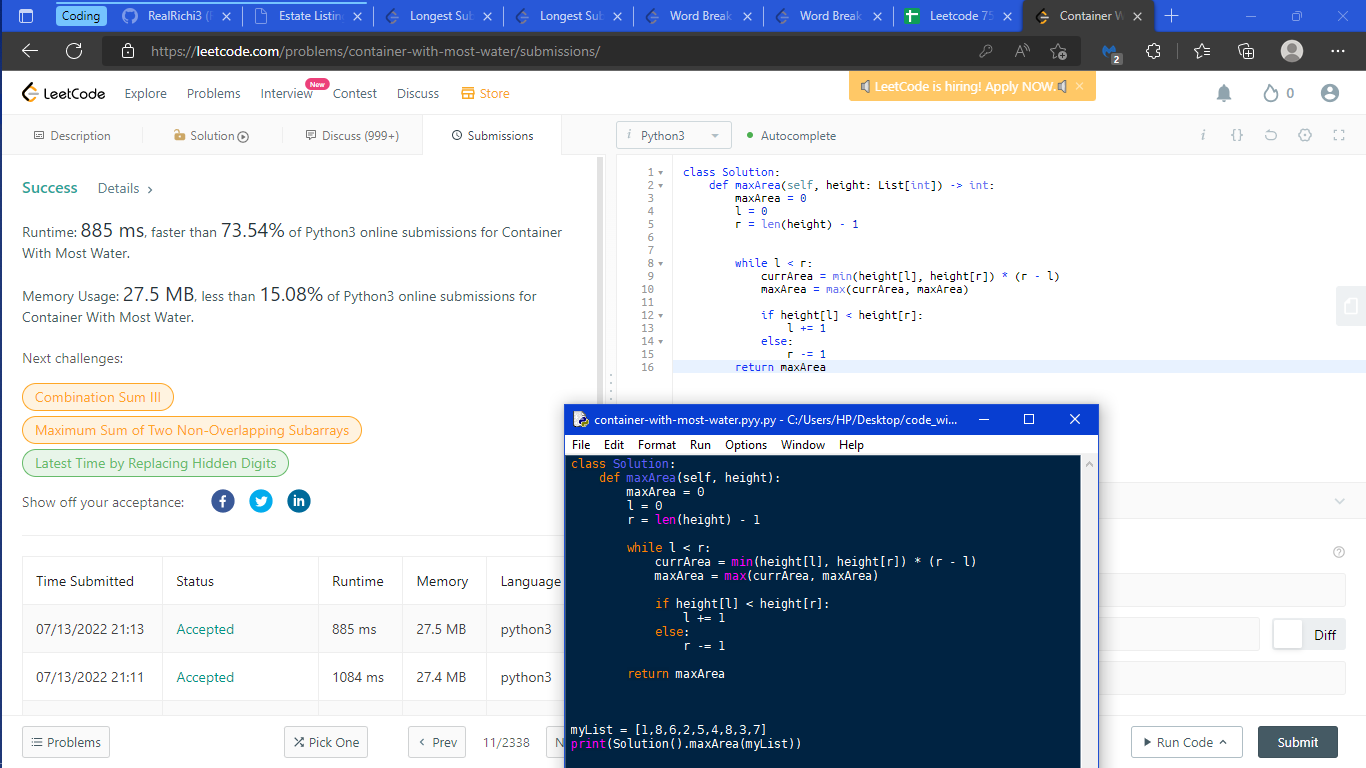 Coding
RealRichi3 (
Estate Listing
Longest Sub
Longest Sub
Word Break
Word Break
Leetcode 75
Container W
https://leetcode.com/problems/container-with-most-water/submissions/
2
LeetCode
Explore
Problems
Interview
New
Contest
Discuss
Store
LeetCode is hiring! Apply NOW.
0
Description
Solution
Discuss (999+)
Submissions
i Python3
Autocomplete
i {}
Success
Details >
Runtime: 885 ms, faster than 73.54% of Python3 online submissions for Container
With Most Water.
Memory Usage: 27.5 MB, less than 15.08% of Python3 online submissions for
Container With Most Water.
Next challenges:
Combination Sum III
Maximum Sum of Two Non-Overlapping Subarrays
Latest Time by Replacing Hidden Digits
Show off your acceptance:
Time Submitted Status Runtime Memory Language
07/13/2022 21:13 Accepted 885 ms 27.5 MB python3
07/13/2022 21:11 Accepted 1084 ms 27.4 MB python3
Problems
Pick One
< Prev
11/2338
N
1 class Solution:
2 def maxArea(self, height: List[int]) -> int:
3 maxArea = 0
4 l = 0
5 r = len(height) - 1
6
7
8 while l < r:
9 currArea = min(height[l], height[r]) * (r - l)
10 maxArea = max(currArea, maxArea)
11
12 if height[l] < height[r]:
13 l += 1
14 else:
15 r -= 1
16 return maxArea
container-with-most-water.pyy.py - C:/Users/HP/Desktop/code_wi...
File Edit Format Run Options Window Help
class Solution:
def maxArea(self, height):
maxArea = 0
l = 0
r = len(height) - 1
while l < r:
currArea = min(height[l], height[r]) * (r - l)
maxArea = max(currArea, maxArea)
if height[l] < height[r]:
l += 1
else:
r -= 1
return maxArea
myList = [1,8,6,2,5,4,8,3,7]
print(Solution().maxArea(myList))
Diff
Run Code
Submit